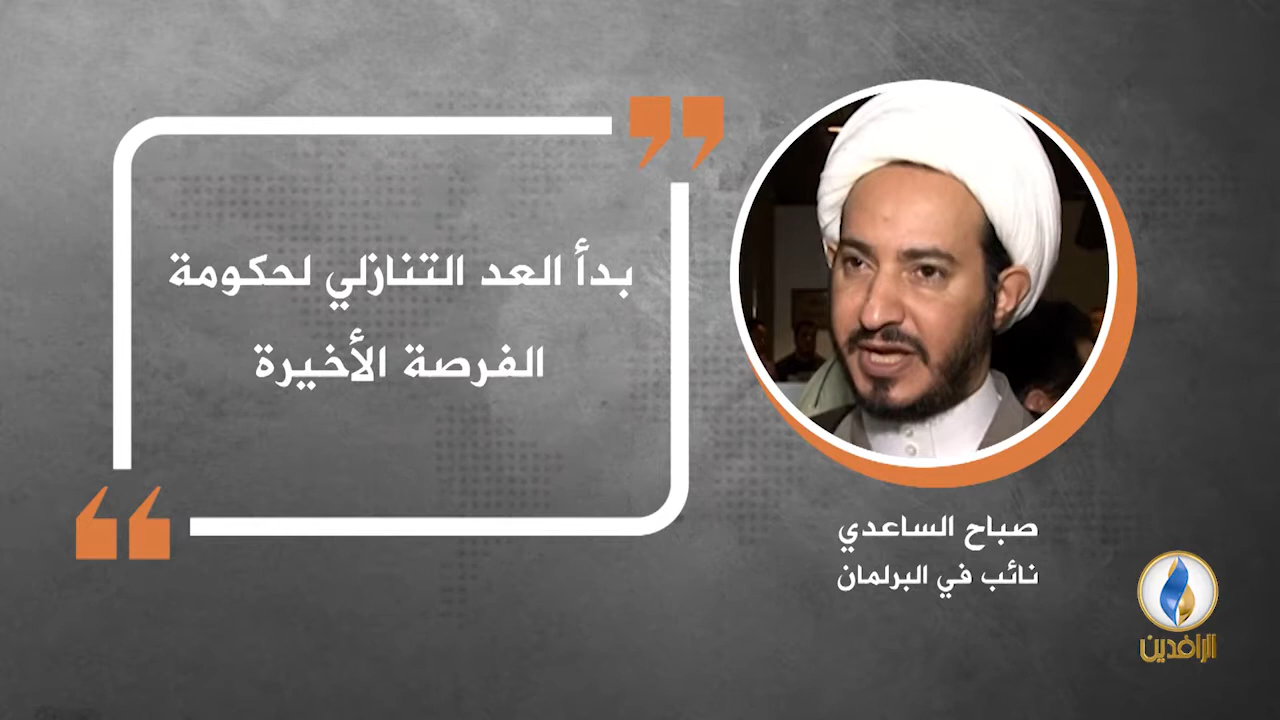 بدأ العد التنازلي لحكومة
الفرصة الأخيرة
صباح الساعدي
نائب في البرلمان
الرافدين